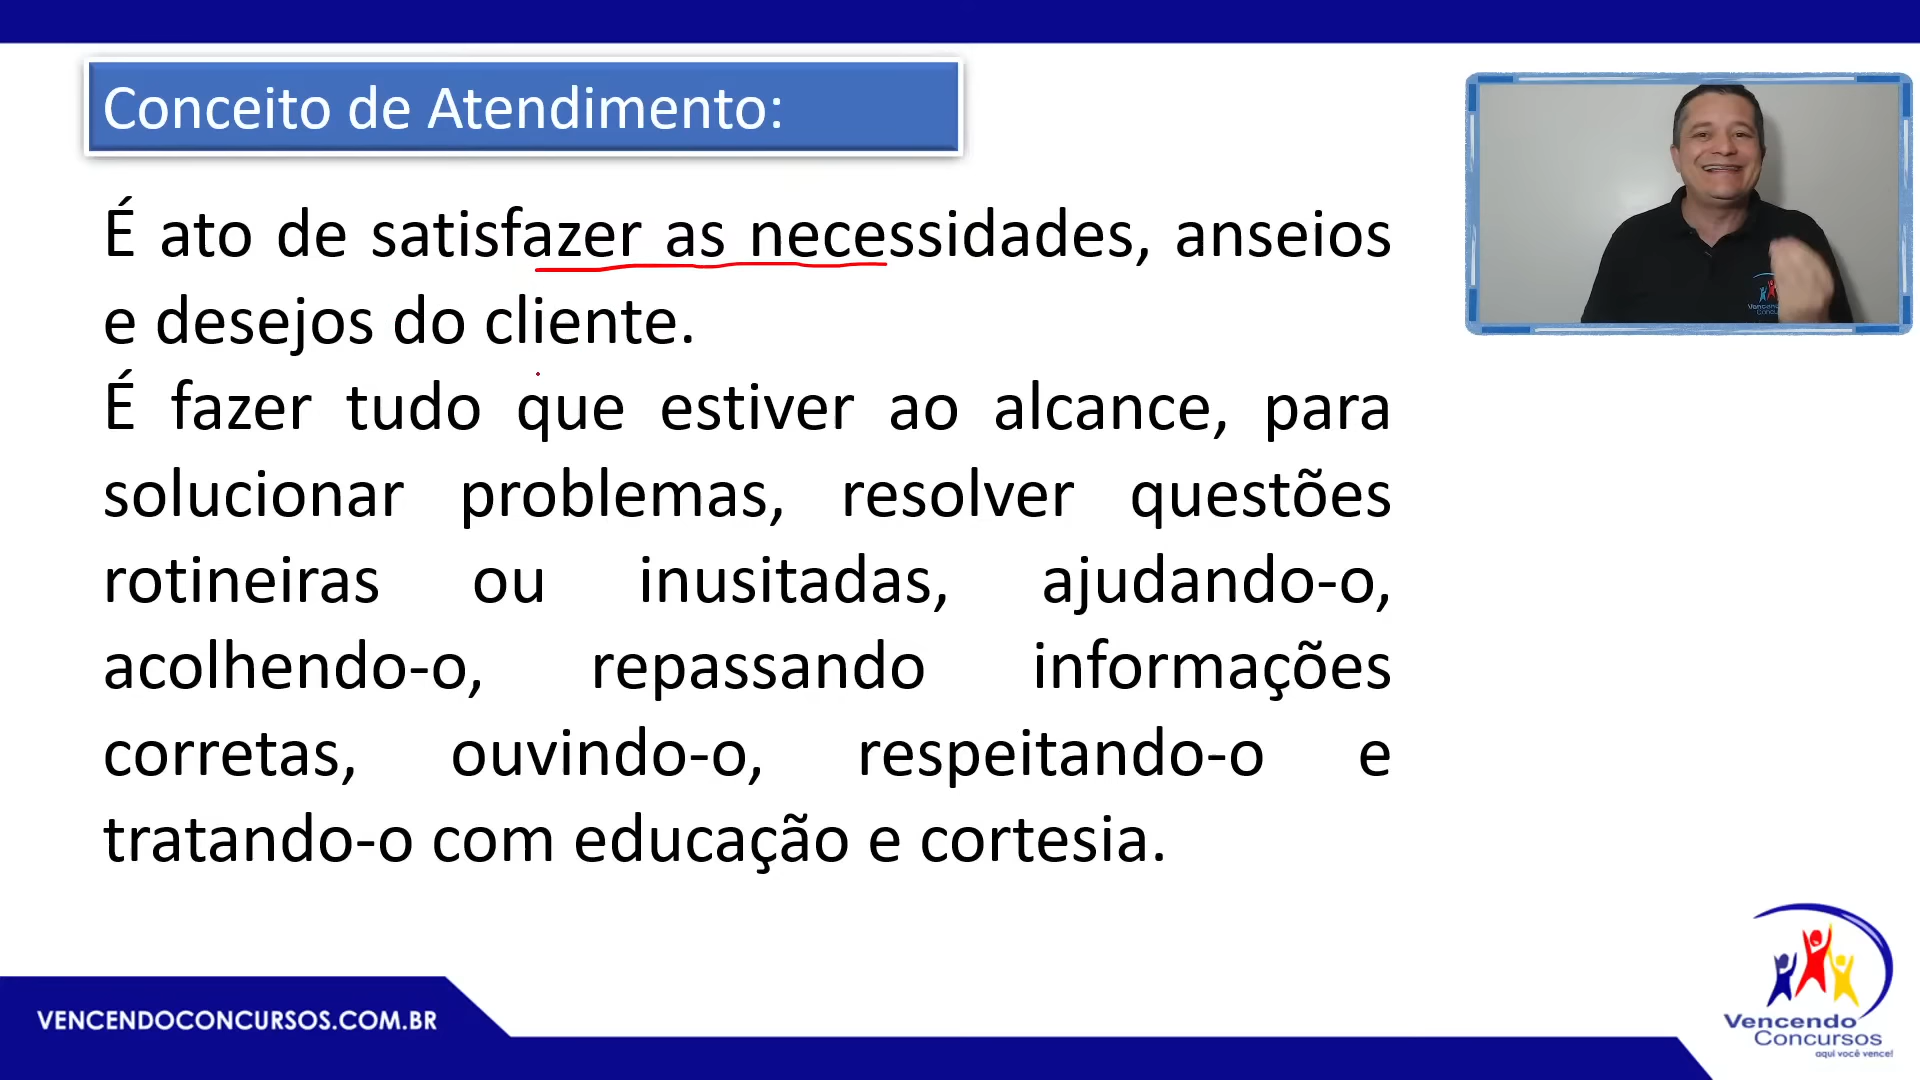 Conceito de Atendimento:
É ato de satisfazer as necessidades, anseios
e desejos do cliente.
É fazer tudo que estiver ao alcance, para
solucionar problemas, resolver questões
rotineiras ou inusitadas, ajudando-o,
acolhendo-o, repassando informações
corretas, ouvindo-o, respeitando-o e
tratando-o com educação e cortesia.
VENCENDOCONCURSOS.COM.BR
Vencendo
Concursos
aqui você vence!